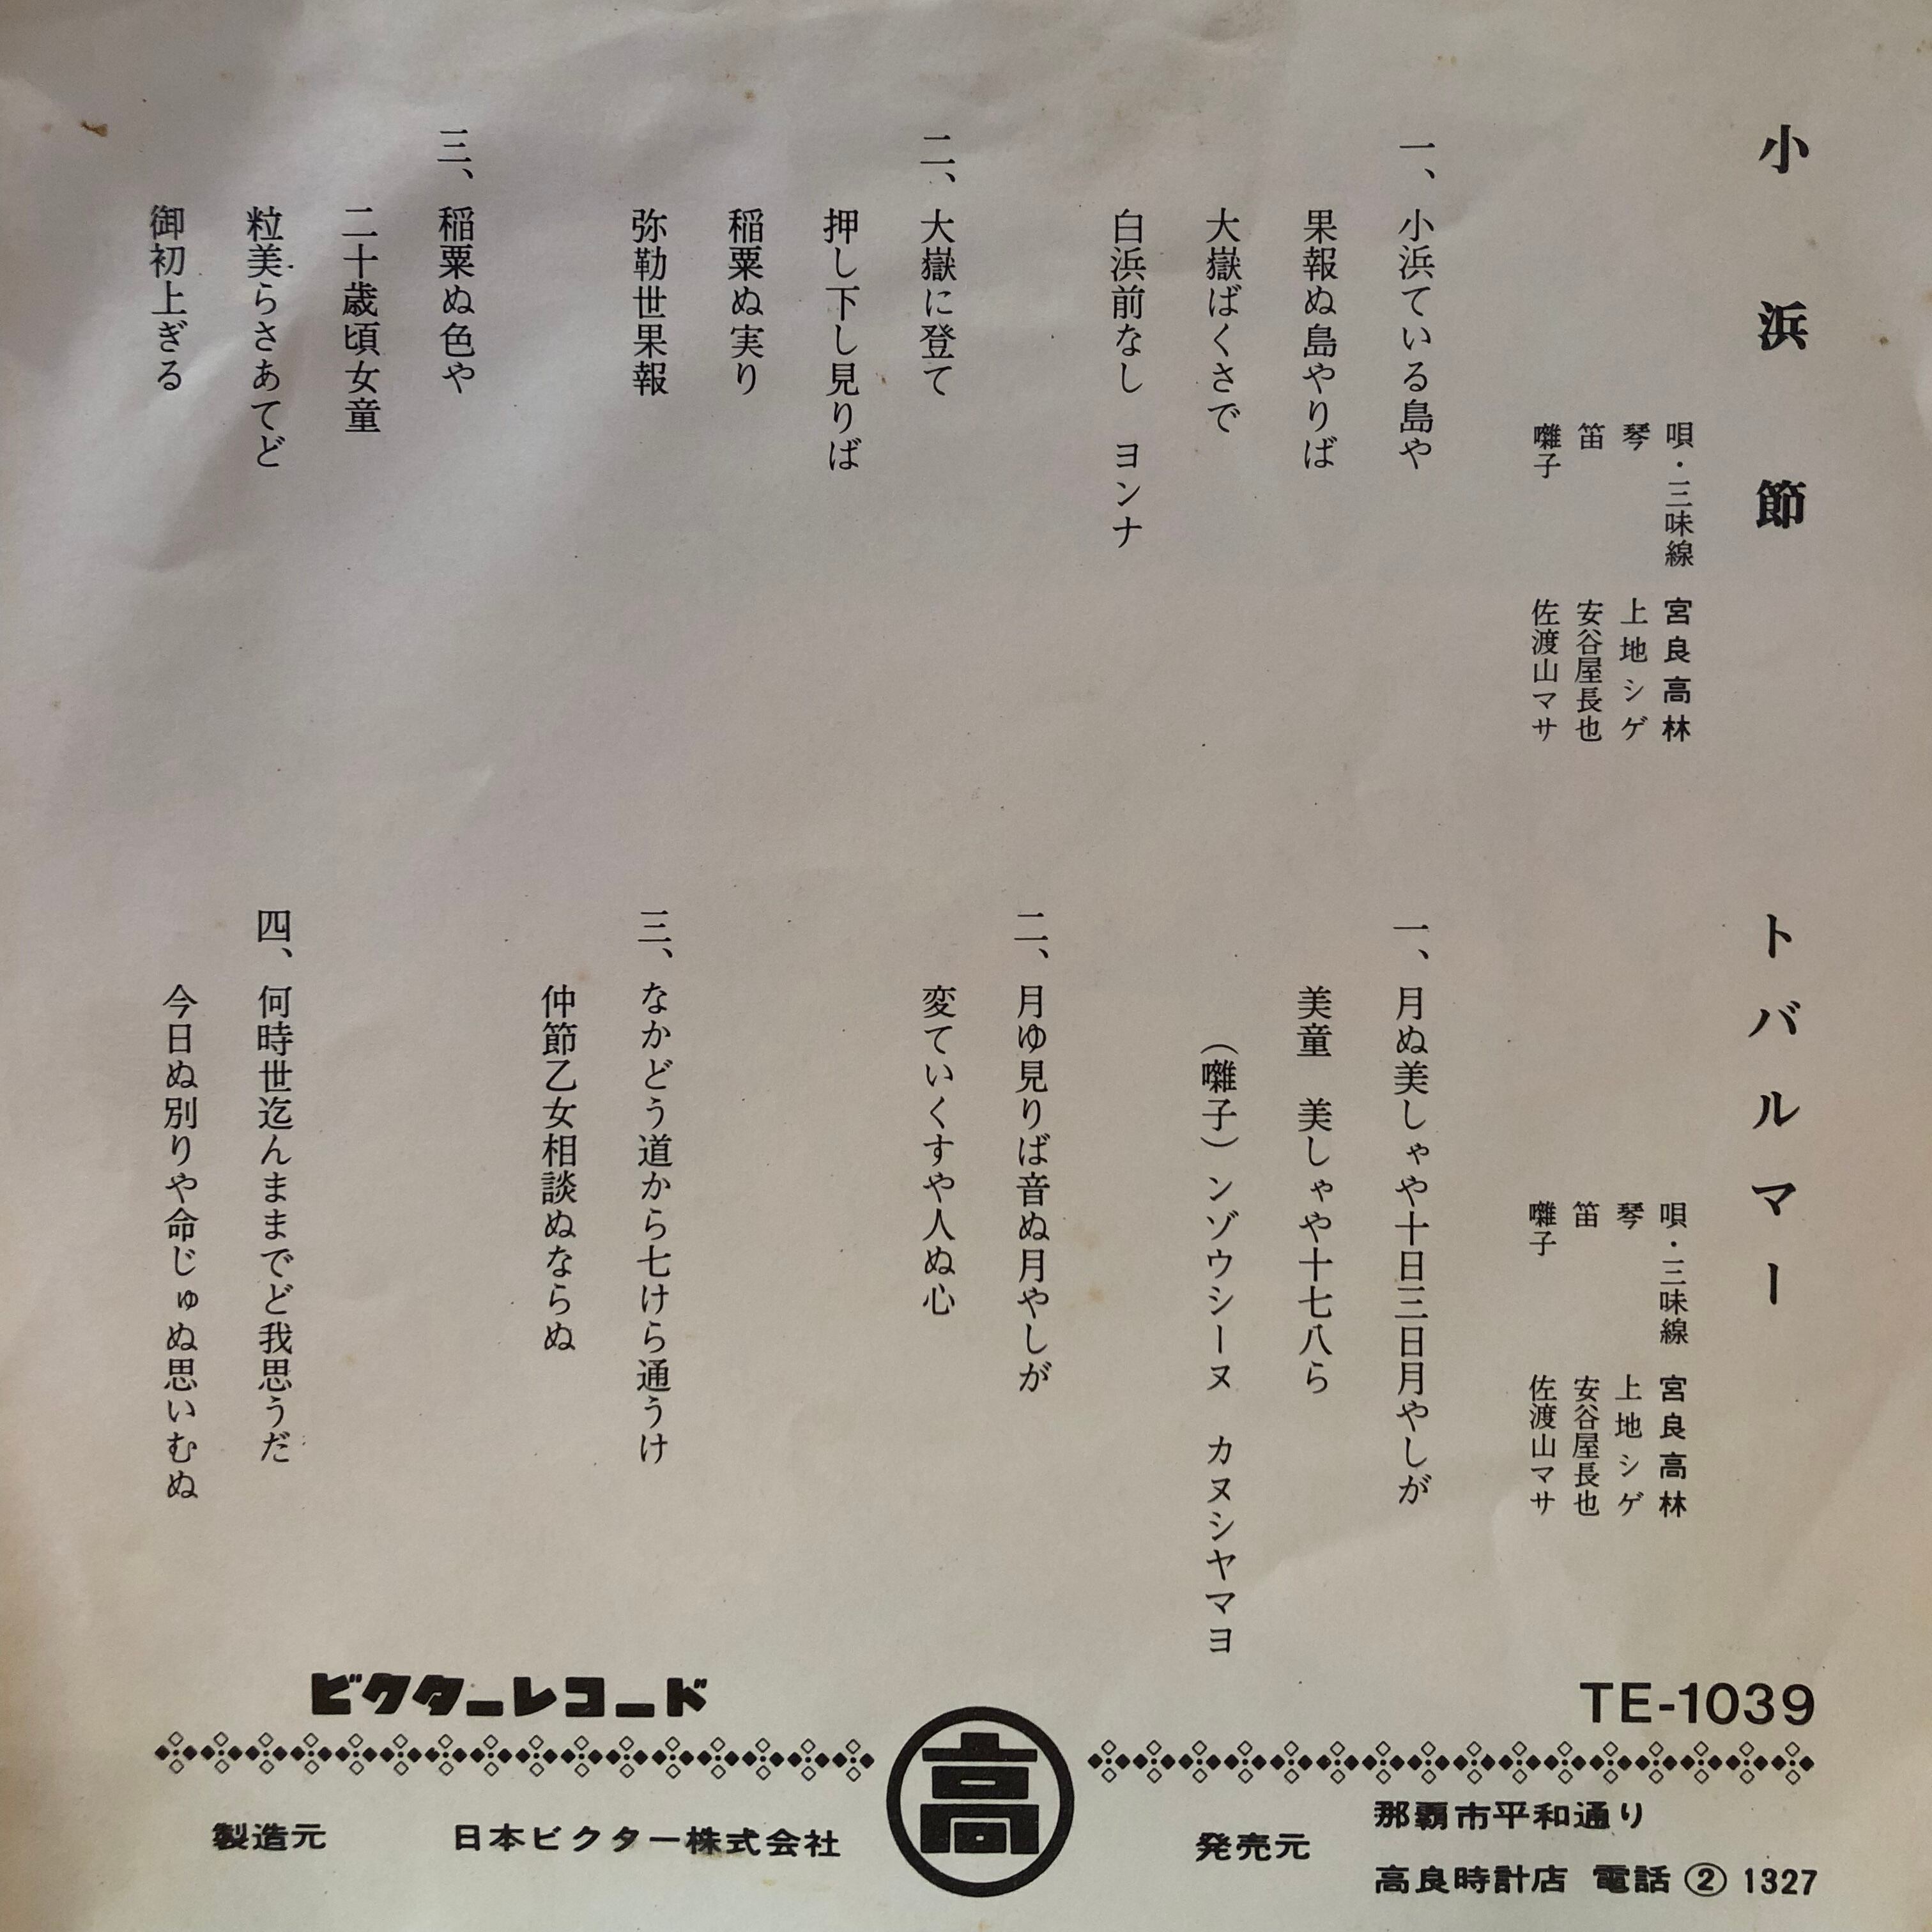 小浜節
唄・三味線　宮良高林
琴　上地シゲ
笛　安谷屋長也
囃子　佐渡山マサ
一、小浜ている島や
果報ぬ島やりば
大嶽ばくさで
白浜前なし　ヨンナ
二、大嶽に登て
押し下し見りば
稲粟ぬ実り
弥勒世果報
三、稲粟ぬ色や
二十歳頃女童
粒美らさあてど
御初上ぎる
トバルマー
唄・三味線　宮良高林
琴　上地シゲ
笛　安谷屋長也
囃子　佐渡山マサ
一、月ぬ美しゃや十日三日月やしが
美童　美しゃや十七八ら
（囃子）ンゾウシーヌ　カヌシヤマヨ
二、月ゆ見りば音ぬ月やしが
変ていくすや人ぬ心
三、なかどう道から七けら通うけ
仲節乙女相談ぬならぬ
四、何時世迄んままでど我思うだ
今日ぬ別りや命じゅぬ思いむぬ
TE-1039
ビクターレコード
高
那覇市平和通り
発売元　高良時計店　電話②1327
製造元　日本ビクター株式会社